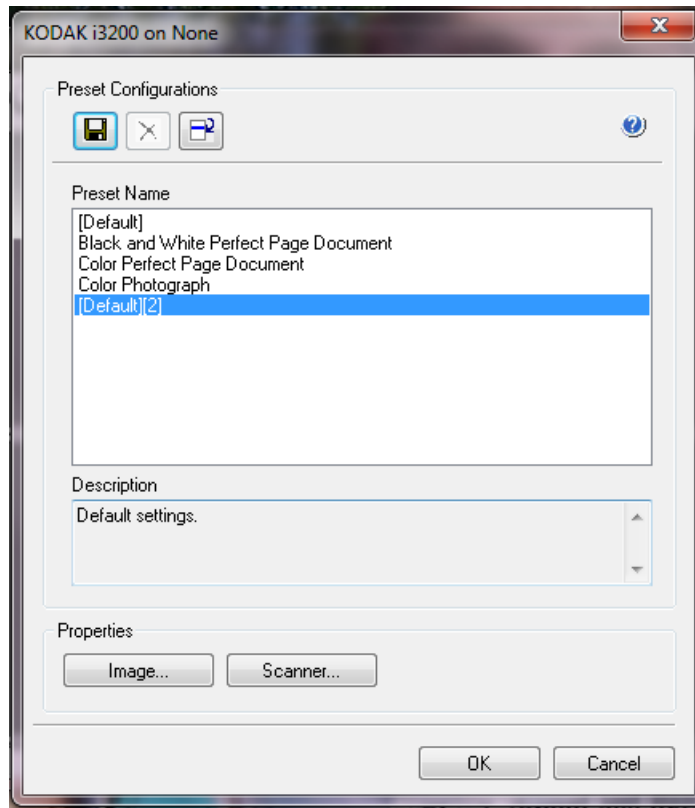 KODAK i3200 on None
Preset Configurations
Preset Name
[Default]
Black and White Perfect Page Document
Color Perfect Page Document
Color Photograph
[Default][2]
Description
Default settings.
Properties
Image...
Scanner...
OK
Cancel